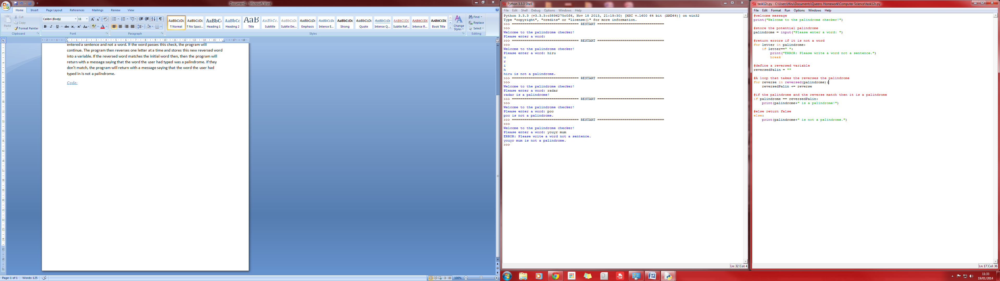 Document1 - Microsoft Word
Home Insert Page Layout References Mailings Review View
Paste
Cut
Copy
Format Painter
Clipboard
Calibri (Body) 11
Font
Paragraph
AaBbCcDc AaBbCcDc AaBbC( AaBbCc AaB AaBbCc. AaBbCcDc AaBbCcDc AaBbCcDc AaBbCcDc AaBbCcDc AaBbCcDc AABBCCDC AABBCCDC AaBbCcDc
¶ Normal ¶ No Spaci... Heading 1 Heading 2 Title Subtitle Subtle Em... Emphasis Intense E... Strong Quote Intense Q... Subtle Ref... Intense R... Book Title
Change Styles
Styles
Find
Replace
Select
Editing
entered a sentence and not a word. If the word passes this check, the program will
continue. The program then reverses one letter at a time and stores this new reversed word
into a variable. If the reversed word matches the initial word then, then the program will
return with a message saying that the word the user had typed was a palindrome. If they
don't match, the program will return with a message saying that the word the user had
typed in is not a palindrome.
Code:
Page: 1 of 1 Words: 125
100%
Python 3.3.3 Shell
File Edit Shell Debug Options Windows Help
Python 3.3.3 (v3.3.3:c3896275c0f6, Nov 18 2013, 21:19:30) [MSC v.1600 64 bit (AMD64)] on win32
Type "copyright", "credits" or "license()" for more information.
>>> ================================ RESTART ================================
>>>
Welcome to the palindrome checker!
Please enter a word:
>>> ================================ RESTART ================================
>>>
Welcome to the palindrome checker!
Please enter a word: hiru
u
r
i
h
hiru is not a palindrome.
>>> ================================ RESTART ================================
>>>
Welcome to the palindrome checker!
Please enter a word: radar
radar is a palindrome!
>>> ================================ RESTART ================================
>>>
Welcome to the palindrome checker!
Please enter a word: poo
poo is not a palindrome.
>>> ================================ RESTART ================================
>>>
Welcome to the palindrome checker!
Please enter a word: youyr mum
ERROR: Please write a word not a sentence.
youyr mum is not a palindrome.
>>>
Ln: 32 Col: 4
task12c.py - C:\Users\Hiru\Documents\Queens Homework\Computer Science\task12c.py
File Edit Format Run Options Windows Help
#welcome message
print("Welcome to the palindrome checker!")
#store the potential palindrome
palindrome = input("Please enter a word: ")
#return errors if it is not a word
for letter in palindrome:
    if letter==" ":
        print("ERROR: Please write a word not a sentence.")
        break
#define a reversed variable
reversedPalin = ""
#A loop that takes the reverses the palindrome
for reverse in reversed(palindrome):
    reversedPalin += reverse
#if the palindrome and the reverse match then it is a palindrome
if palindrome == reversedPalin:
    print(palindrome+" is a palindrome!")
#else return false
else:
    print(palindrome+" is not a palindrome.")
Ln: 17 Col: 36
11:33
19/01/2014